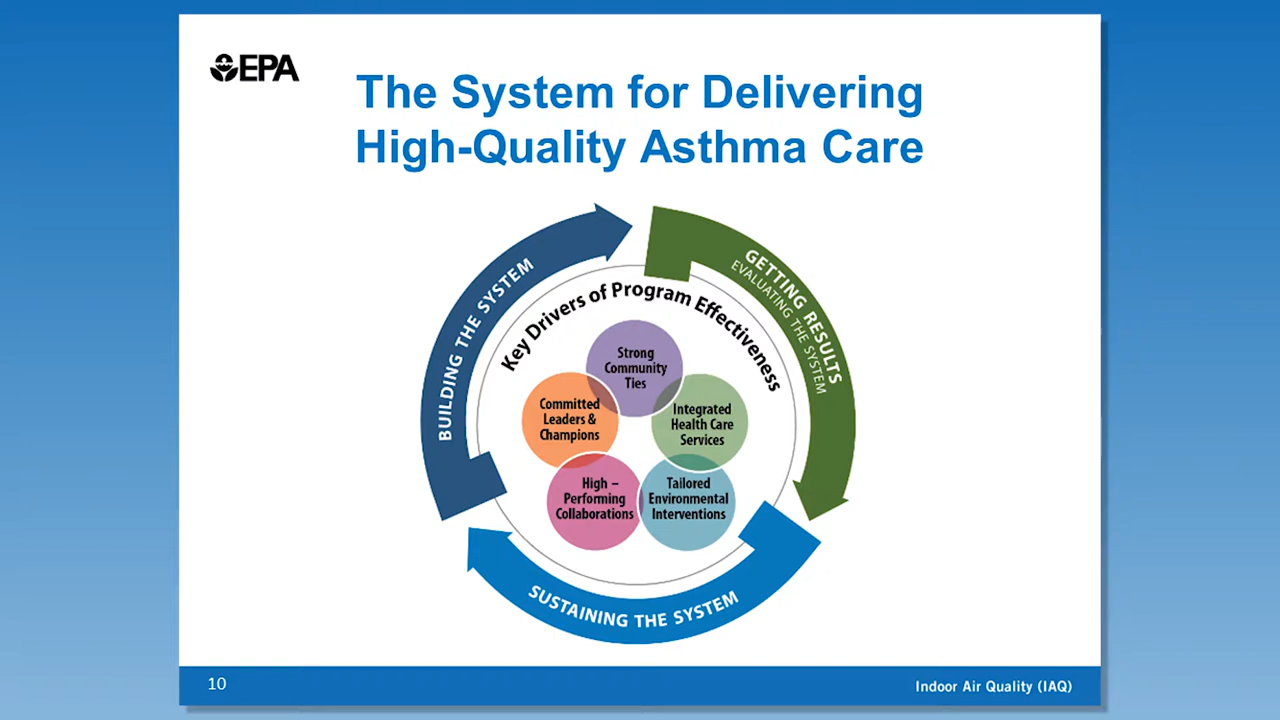 EPA
The System for Delivering
High-Quality Asthma Care
BUILDING THE SYSTEM
GETTING RESULTS
EVALUATING THE SYSTEM
SUSTAINING THE SYSTEM
Key Drivers of Program Effectiveness
Strong
Community
Ties
Committed
Leaders &
Champions
Integrated
Health Care
Services
High –
Performing
Collaborations
Tailored
Environmental
Interventions
10
Indoor Air Quality (IAQ)